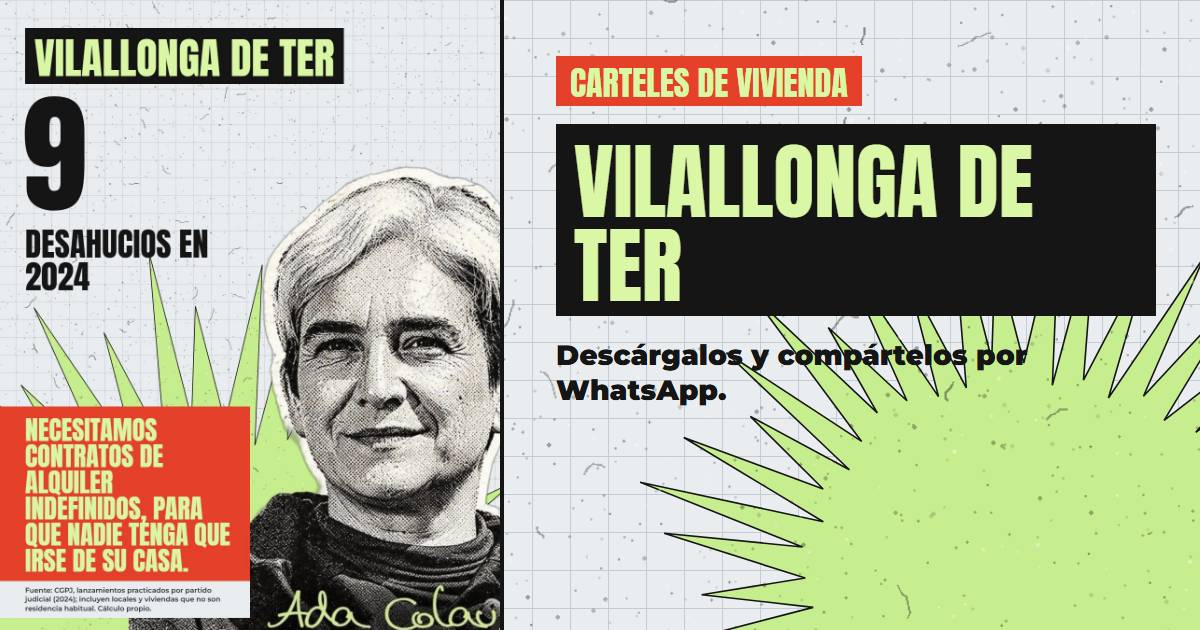 VILALLONGA DE TER
9
DESAHUCIOS EN
2024
NECESITAMOS
CONTRATOS DE
ALQUILER
INDEFINIDOS, PARA
QUE NADIE TENGA QUE
IRSE DE SU CASA.
Fuente: CGPJ, lanzamientos practicados por partido
judicial (2024); incluyen locales y viviendas que no son
residencia habitual. Cálculo propio.
Ada Colau
CARTELES DE VIVIENDA
VILALLONGA DE
TER
Descárgalos y compártelos por
WhatsApp.